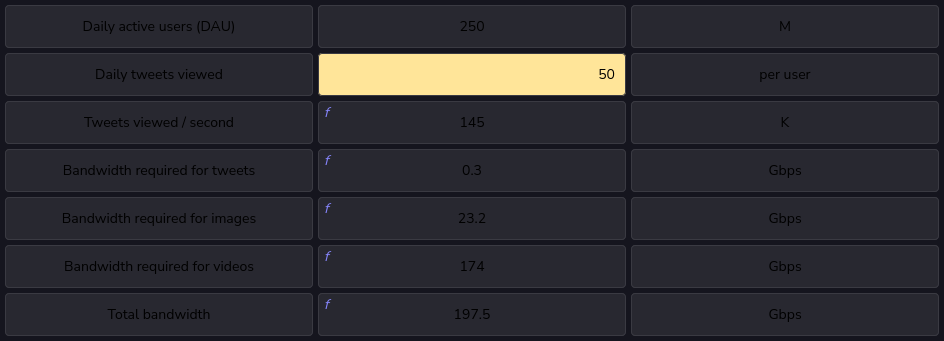 Daily active users (DAU) 250 M
Daily tweets viewed 50 per user
Tweets viewed / second f 145 K
Bandwidth required for tweets f 0.3 Gbps
Bandwidth required for images f 23.2 Gbps
Bandwidth required for videos f 174 Gbps
Total bandwidth f 197.5 Gbps